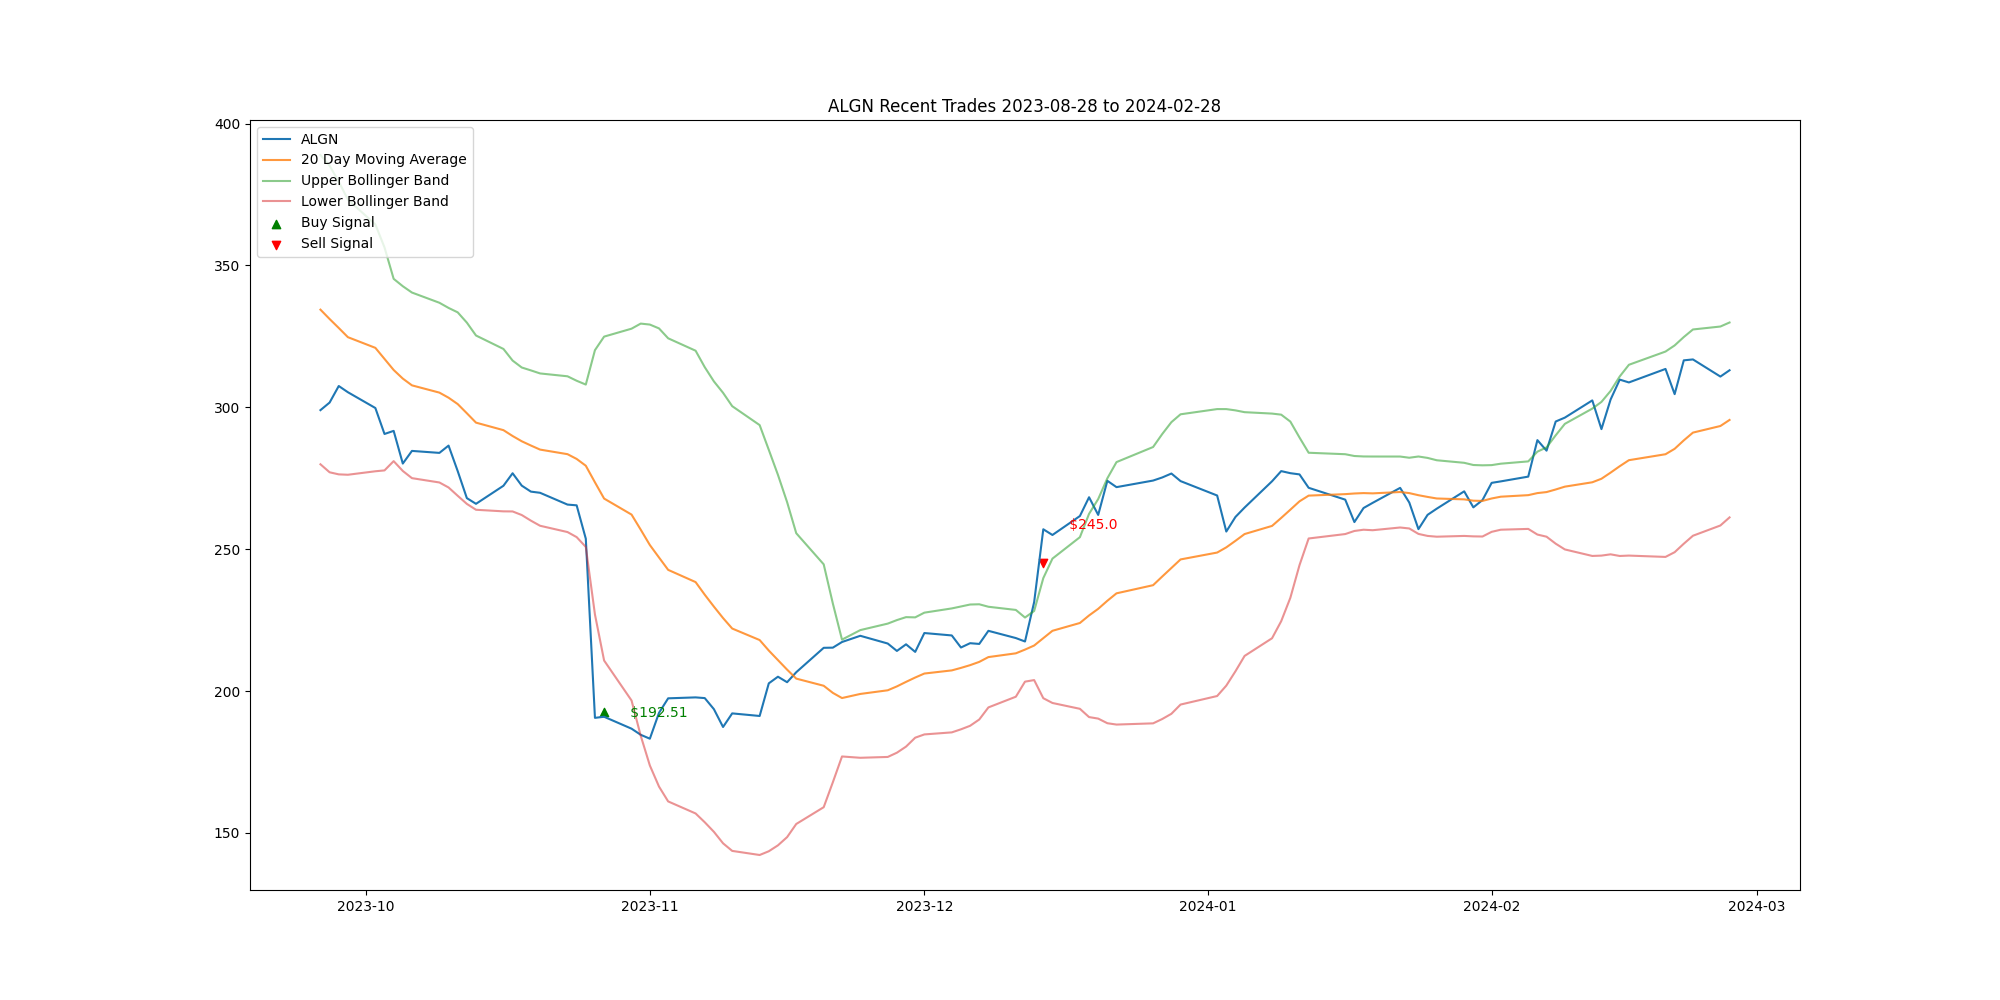 ALGN Recent Trades 2023-08-28 to 2024-02-28
400
350
300
250
200
150
ALGN
20 Day Moving Average
Upper Bollinger Band
Lower Bollinger Band
Buy Signal
Sell Signal
$245.0
$192.51
2023-10
2023-11
2023-12
2024-01
2024-02
2024-03